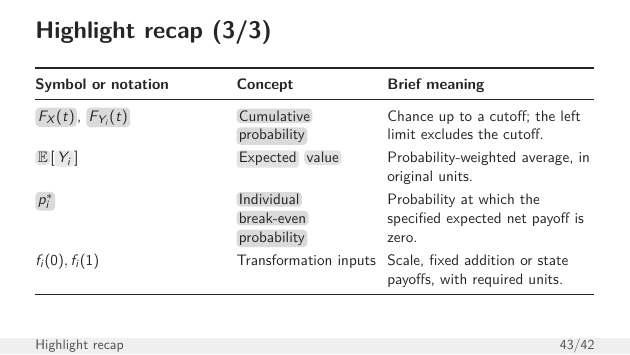 Highlight recap (3/3)
Symbol or notation Concept Brief meaning
F_X(t), F_{Y_i}(t) Cumulative probability Chance up to a cutoff; the left limit excludes the cutoff.
𝔼[Y_i] Expected value Probability-weighted average, in original units.
p_i^* Individual break-even probability Probability at which the specified expected net payoff is zero.
f_i(0), f_i(1) Transformation inputs Scale, fixed addition or state payoffs, with required units.
Highlight recap 43/42